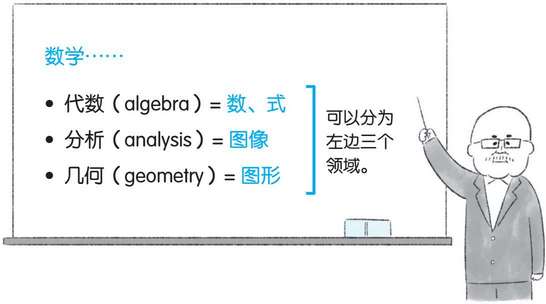 数学……
• 代数（algebra）= 数、式
• 分析（analysis）= 图像
• 几何（geometry）= 图形
可以分为
左边三个
领域。